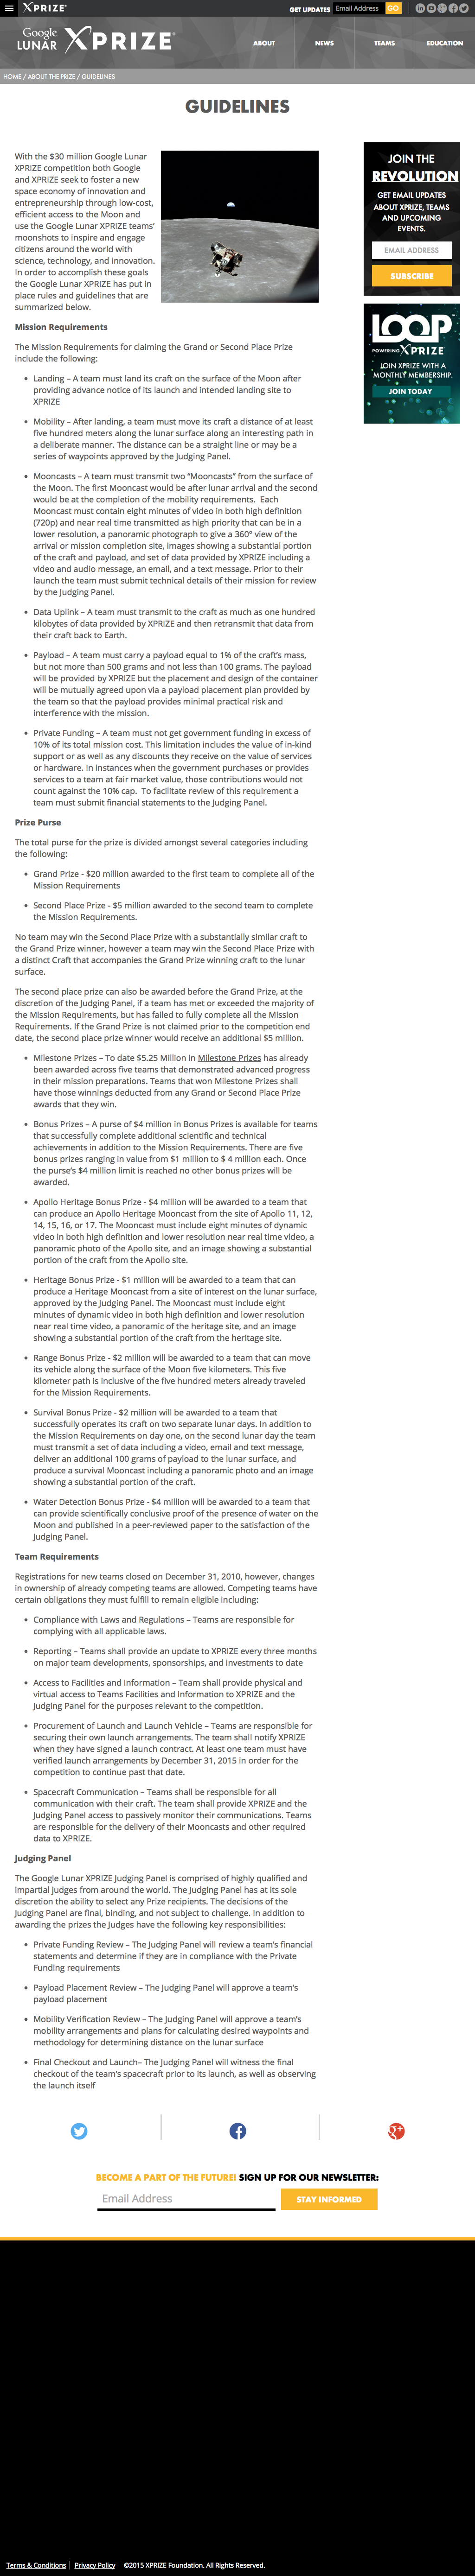 XPRIZE
GET UPDATES
Email Address
GO
Google
LUNAR XPRIZE
ABOUT
NEWS
TEAMS
EDUCATION
HOME / ABOUT THE PRIZE / GUIDELINES
GUIDELINES
With the $30 million Google Lunar
XPRIZE competition both Google
and XPRIZE seek to foster a new
space economy of innovation and
entrepreneurship through low-cost,
efficient access to the Moon and
use the Google Lunar XPRIZE teams’
moonshots to inspire and engage
citizens around the world with
science, technology, and innovation.
In order to accomplish these goals
the Google Lunar XPRIZE has put in
place rules and guidelines that are
summarized below.
Mission Requirements
The Mission Requirements for claiming the Grand or Second Place Prize
include the following:
• Landing – A team must land its craft on the surface of the Moon after
providing advance notice of its launch and intended landing site to
XPRIZE
• Mobility – After landing, a team must move its craft a distance of at least
five hundred meters along the lunar surface along an interesting path in
a deliberate manner. The distance can be a straight line or may be a
series of waypoints approved by the Judging Panel.
• Mooncasts – A team must transmit two “Mooncasts” from the surface of
the Moon. The first Mooncast would be after lunar arrival and the second
would be at the completion of the mobility requirements. Each
Mooncast must contain eight minutes of video in both high definition
(720p) and near real time transmitted as high priority that can be in a
lower resolution, a panoramic photograph to give a 360° view of the
arrival or mission completion site, images showing a substantial portion
of the craft and payload, and set of data provided by XPRIZE including a
video and audio message, an email, and a text message. Prior to their
launch the team must submit technical details of their mission for review
by the Judging Panel.
• Data Uplink – A team must transmit to the craft as much as one hundred
kilobytes of data provided by XPRIZE and then retransmit that data from
their craft back to Earth.
• Payload – A team must carry a payload equal to 1% of the craft’s mass,
but not more than 500 grams and not less than 100 grams. The payload
will be provided by XPRIZE but the placement and design of the container
will be mutually agreed upon via a payload placement plan provided by
the team so that the payload provides minimal practical risk and
interference with the mission.
• Private Funding – A team must not get government funding in excess of
10% of its total mission cost. This limitation includes the value of in-kind
support or as well as any discounts they receive on the value of services
or hardware. In instances when the government purchases or provides
services to a team at fair market value, those contributions would not
count against the 10% cap. To facilitate review of this requirement a
team must submit financial statements to the Judging Panel.
Prize Purse
The total purse for the prize is divided amongst several categories including
the following:
• Grand Prize - $20 million awarded to the first team to complete all of the
Mission Requirements
• Second Place Prize - $5 million awarded to the second team to complete
the Mission Requirements.
No team may win the Second Place Prize with a substantially similar craft to
the Grand Prize winner, however a team may win the Second Place Prize with
a distinct Craft that accompanies the Grand Prize winning craft to the lunar
surface.
The second place prize can also be awarded before the Grand Prize, at the
discretion of the Judging Panel, if a team has met or exceeded the majority of
the Mission Requirements, but has failed to fully complete all the Mission
Requirements. If the Grand Prize is not claimed prior to the competition end
date, the second place prize winner would receive an additional $5 million.
• Milestone Prizes – To date $5.25 Million in Milestone Prizes has already
been awarded across five teams that demonstrated advanced progress
in their mission preparations. Teams that won Milestone Prizes shall
have those winnings deducted from any Grand or Second Place Prize
awards that they win.
• Bonus Prizes – A purse of $4 million in Bonus Prizes is available for teams
that successfully complete additional scientific and technical
achievements in addition to the Mission Requirements. There are five
bonus prizes ranging in value from $1 million to $ 4 million each. Once
the purse’s $4 million limit is reached no other bonus prizes will be
awarded.
• Apollo Heritage Bonus Prize - $4 million will be awarded to a team that
can produce an Apollo Heritage Mooncast from the site of Apollo 11, 12,
14, 15, 16, or 17. The Mooncast must include eight minutes of dynamic
video in both high definition and lower resolution near real time video, a
panoramic photo of the Apollo site, and an image showing a substantial
portion of the craft from the Apollo site.
• Heritage Bonus Prize - $1 million will be awarded to a team that can
produce a Heritage Mooncast from a site of interest on the lunar surface,
approved by the Judging Panel. The Mooncast must include eight
minutes of dynamic video in both high definition and lower resolution
near real time video, a panoramic of the heritage site, and an image
showing a substantial portion of the craft from the heritage site.
• Range Bonus Prize - $2 million will be awarded to a team that can move
its vehicle along the surface of the Moon five kilometers. This five
kilometer path is inclusive of the five hundred meters already traveled
for the Mission Requirements.
• Survival Bonus Prize - $2 million will be awarded to a team that
successfully operates its craft on two separate lunar days. In addition to
the Mission Requirements on day one, on the second lunar day the team
must transmit a set of data including a video, email and text message,
deliver an additional 100 grams of payload to the lunar surface, and
produce a survival Mooncast including a panoramic photo and an image
showing a substantial portion of the craft.
• Water Detection Bonus Prize - $4 million will be awarded to a team that
can provide scientifically conclusive proof of the presence of water on the
Moon and published in a peer-reviewed paper to the satisfaction of the
Judging Panel.
Team Requirements
Registrations for new teams closed on December 31, 2010, however, changes
in ownership of already competing teams are allowed. Competing teams have
certain obligations they must fulfill to remain eligible including:
• Compliance with Laws and Regulations – Teams are responsible for
complying with all applicable laws.
• Reporting – Teams shall provide an update to XPRIZE every three months
on major team developments, sponsorships, and investments to date
• Access to Facilities and Information – Team shall provide physical and
virtual access to Teams Facilities and Information to XPRIZE and the
Judging Panel for the purposes relevant to the competition.
• Procurement of Launch and Launch Vehicle – Teams are responsible for
securing their own launch arrangements. The team shall notify XPRIZE
when they have signed a launch contract. At least one team must have
verified launch arrangements by December 31, 2015 in order for the
competition to continue past that date.
• Spacecraft Communication – Teams shall be responsible for all
communication with their craft. The team shall provide XPRIZE and the
Judging Panel access to passively monitor their communications. Teams
are responsible for the delivery of their Mooncasts and other required
data to XPRIZE.
Judging Panel
The Google Lunar XPRIZE Judging Panel is comprised of highly qualified and
impartial judges from around the world. The Judging Panel has at its sole
discretion the ability to select any Prize recipients. The decisions of the
Judging Panel are final, binding, and not subject to challenge. In addition to
awarding the prizes the Judges have the following key responsibilities:
• Private Funding Review – The Judging Panel will review a team’s financial
statements and determine if they are in compliance with the Private
Funding requirements
• Payload Placement Review – The Judging Panel will approve a team’s
payload placement
• Mobility Verification Review – The Judging Panel will approve a team’s
mobility arrangements and plans for calculating desired waypoints and
methodology for determining distance on the lunar surface
• Final Checkout and Launch– The Judging Panel will witness the final
checkout of the team’s spacecraft prior to its launch, as well as observing
the launch itself
JOIN THE
REVOLUTION
GET EMAIL UPDATES
ABOUT XPRIZE, TEAMS
AND UPCOMING
EVENTS.
EMAIL ADDRESS
SUBSCRIBE
LOOP
POWERING XPRIZE
JOIN XPRIZE WITH A
MONTHLY MEMBERSHIP.
JOIN TODAY
BECOME A PART OF THE FUTURE! SIGN UP FOR OUR NEWSLETTER:
Email Address
STAY INFORMED
Terms & Conditions | Privacy Policy | ©2015 XPRIZE Foundation. All Rights Reserved.